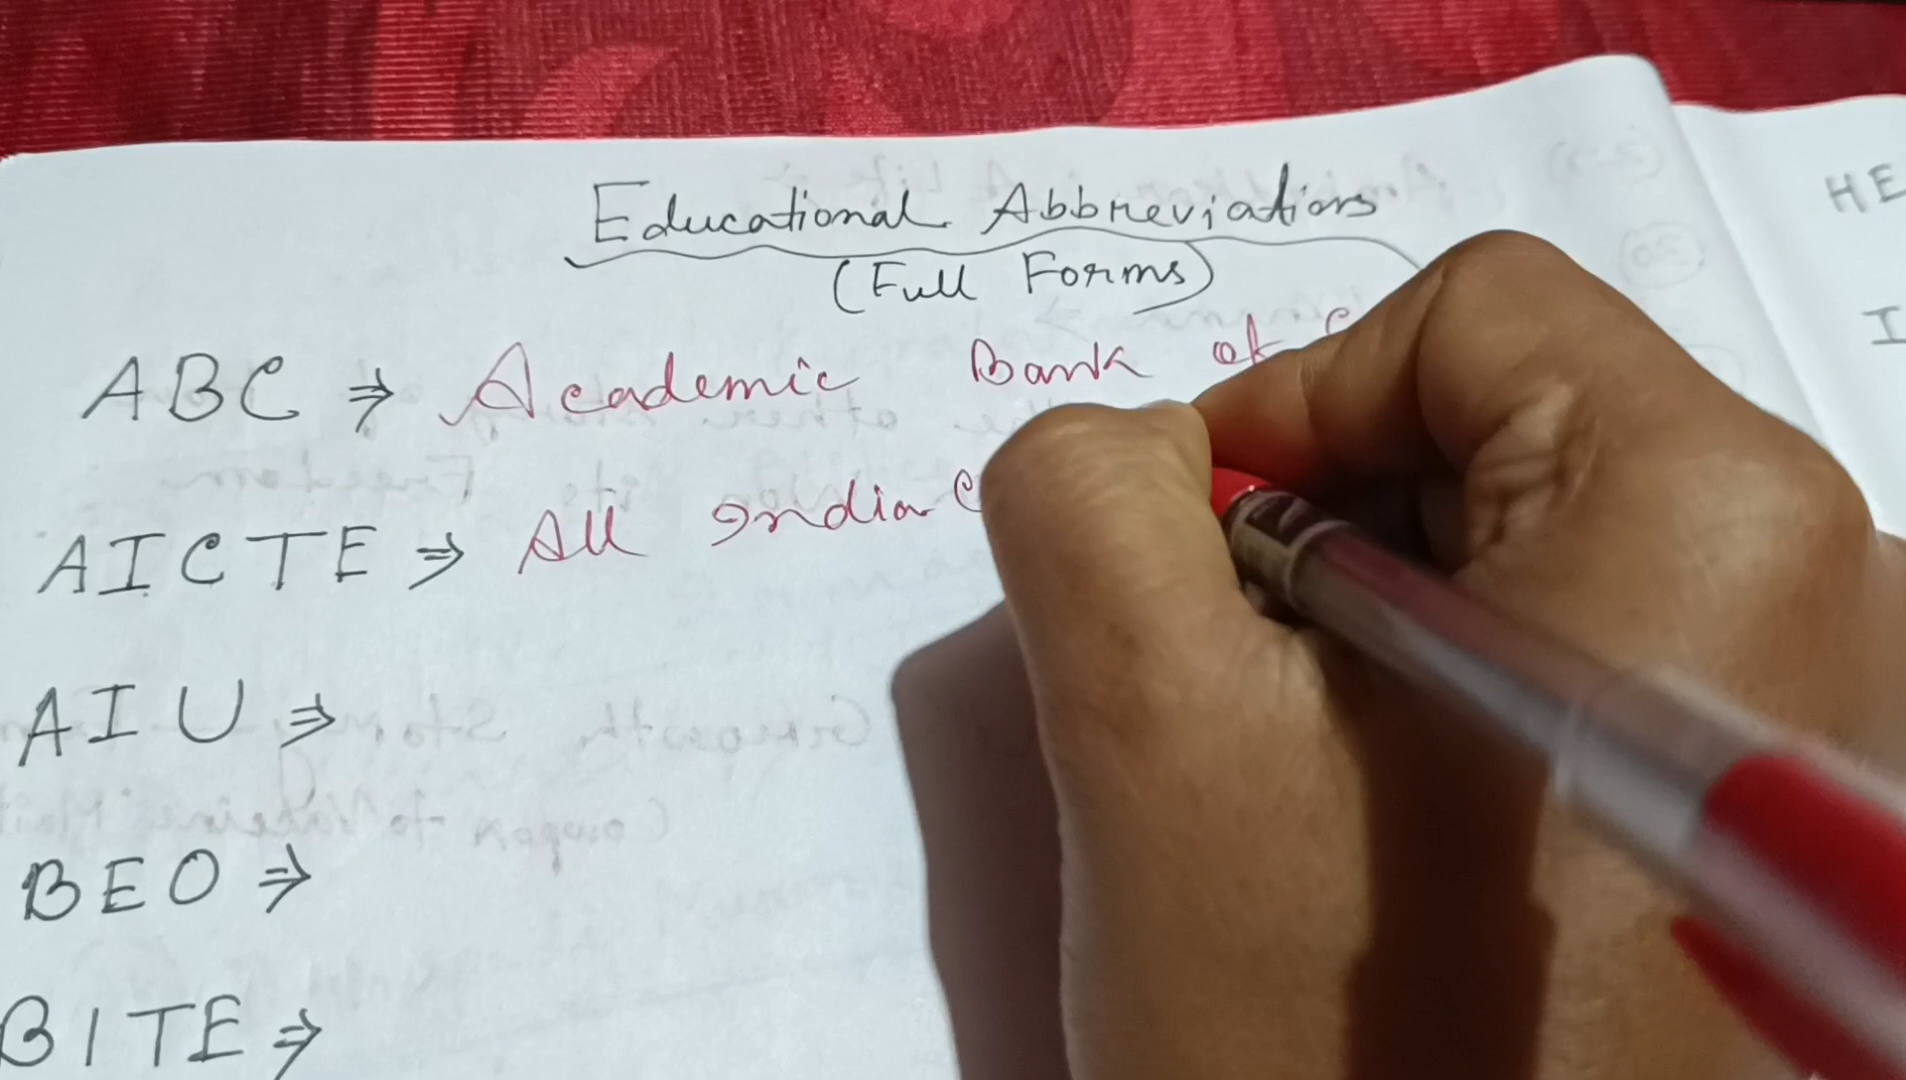 Educational Abbreviations
(Full Forms)
ABC ⇒ Academic Bank of C
AICTE ⇒ All India C
AIU ⇒
BEO ⇒
BITE ⇒
HE
I